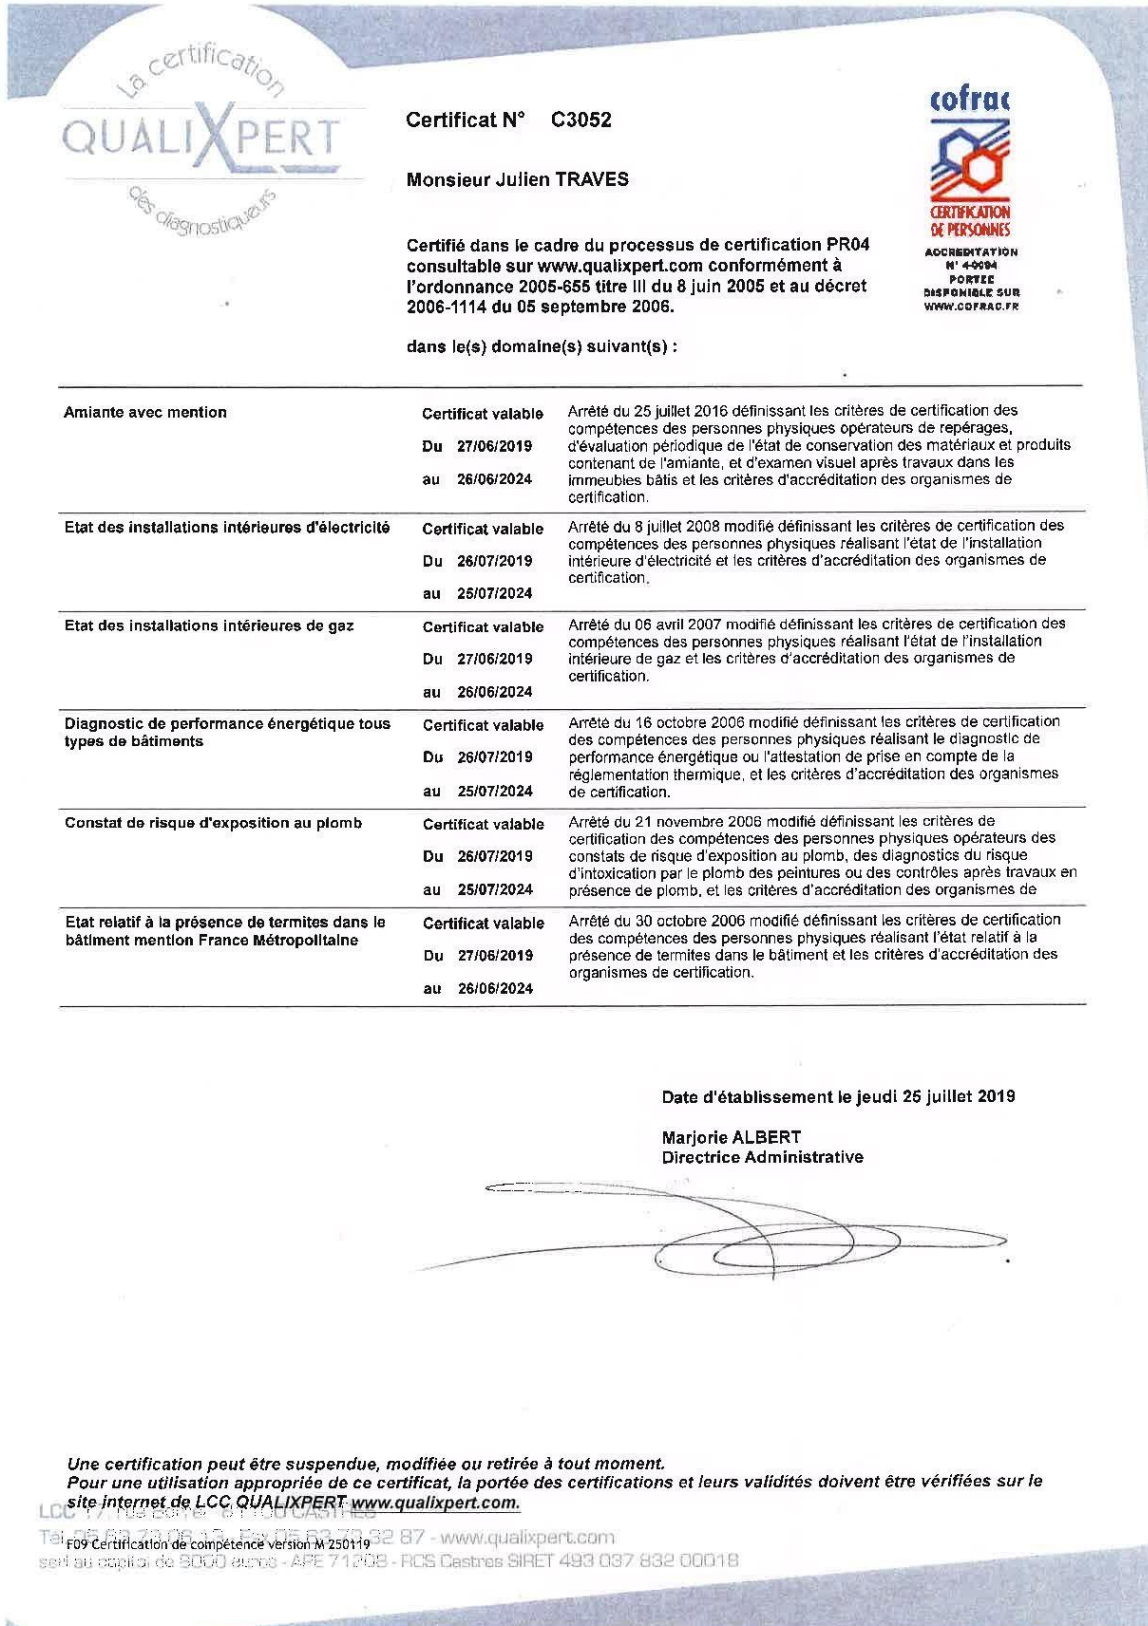 La certification
QUALIXPERT
des diagnostiqueurs
Certificat N° C3052
Monsieur Julien TRAVES
cofrac
CERTIFICATION
DE PERSONNES
ACCREDITATION
N° 4-0094
PORTEE
DISPONIBLE SUR
WWW.COFRAC.FR
Certifié dans le cadre du processus de certification PR04
consultable sur www.qualixpert.com conformément à
l'ordonnance 2005-655 titre III du 8 juin 2005 et au décret
2006-1114 du 05 septembre 2006.
dans le(s) domaine(s) suivant(s) :
Amiante avec mention
Certificat valable
Du 27/06/2019
au 26/06/2024
Arrêté du 25 juillet 2016 définissant les critères de certification des
compétences des personnes physiques opérateurs de repérages,
d'évaluation périodique de l'état de conservation des matériaux et produits
contenant de l'amiante, et d'examen visuel après travaux dans les
immeubles bâtis et les critères d'accréditation des organismes de
certification.
Etat des installations intérieures d'électricité
Certificat valable
Du 26/07/2019
au 25/07/2024
Arrêté du 8 juillet 2008 modifié définissant les critères de certification des
compétences des personnes physiques réalisant l'état de l'installation
intérieure d'électricité et les critères d'accréditation des organismes de
certification.
Etat des installations intérieures de gaz
Certificat valable
Du 27/06/2019
au 26/06/2024
Arrêté du 06 avril 2007 modifié définissant les critères de certification des
compétences des personnes physiques réalisant l'état de l'installation
intérieure de gaz et les critères d'accréditation des organismes de
certification.
Diagnostic de performance énergétique tous
types de bâtiments
Certificat valable
Du 26/07/2019
au 25/07/2024
Arrêté du 16 octobre 2006 modifié définissant les critères de certification
des compétences des personnes physiques réalisant le diagnostic de
performance énergétique ou l'attestation de prise en compte de la
réglementation thermique, et les critères d'accréditation des organismes
de certification.
Constat de risque d'exposition au plomb
Certificat valable
Du 26/07/2019
au 25/07/2024
Arrêté du 21 novembre 2006 modifié définissant les critères de
certification des compétences des personnes physiques opérateurs des
constats de risque d'exposition au plomb, des diagnostics du risque
d'intoxication par le plomb des peintures ou des contrôles après travaux en
présence de plomb, et les critères d'accréditation des organismes de
Etat relatif à la présence de termites dans le
bâtiment mention France Métropolitaine
Certificat valable
Du 27/06/2019
au 26/06/2024
Arrêté du 30 octobre 2006 modifié définissant les critères de certification
des compétences des personnes physiques réalisant l'état relatif à la
présence de termites dans le bâtiment et les critères d'accréditation des
organismes de certification.
Date d'établissement le jeudi 25 juillet 2019
Marjorie ALBERT
Directrice Administrative
Une certification peut être suspendue, modifiée ou retirée à tout moment.
Pour une utilisation appropriée de ce certificat, la portée des certifications et leurs validités doivent être vérifiées sur le
site internet de LCC QUALIXPERT www.qualixpert.com.
LCC 17, rue CASTRES
Tél. 05 63 73 06 13 - Fax 05 63 73 32 87 - www.qualixpert.com
F09 Certification de compétence version M 250119
sarl au capital de 8000 euros - APE 7120B - RCS Castres SIRET 493 037 832 00018